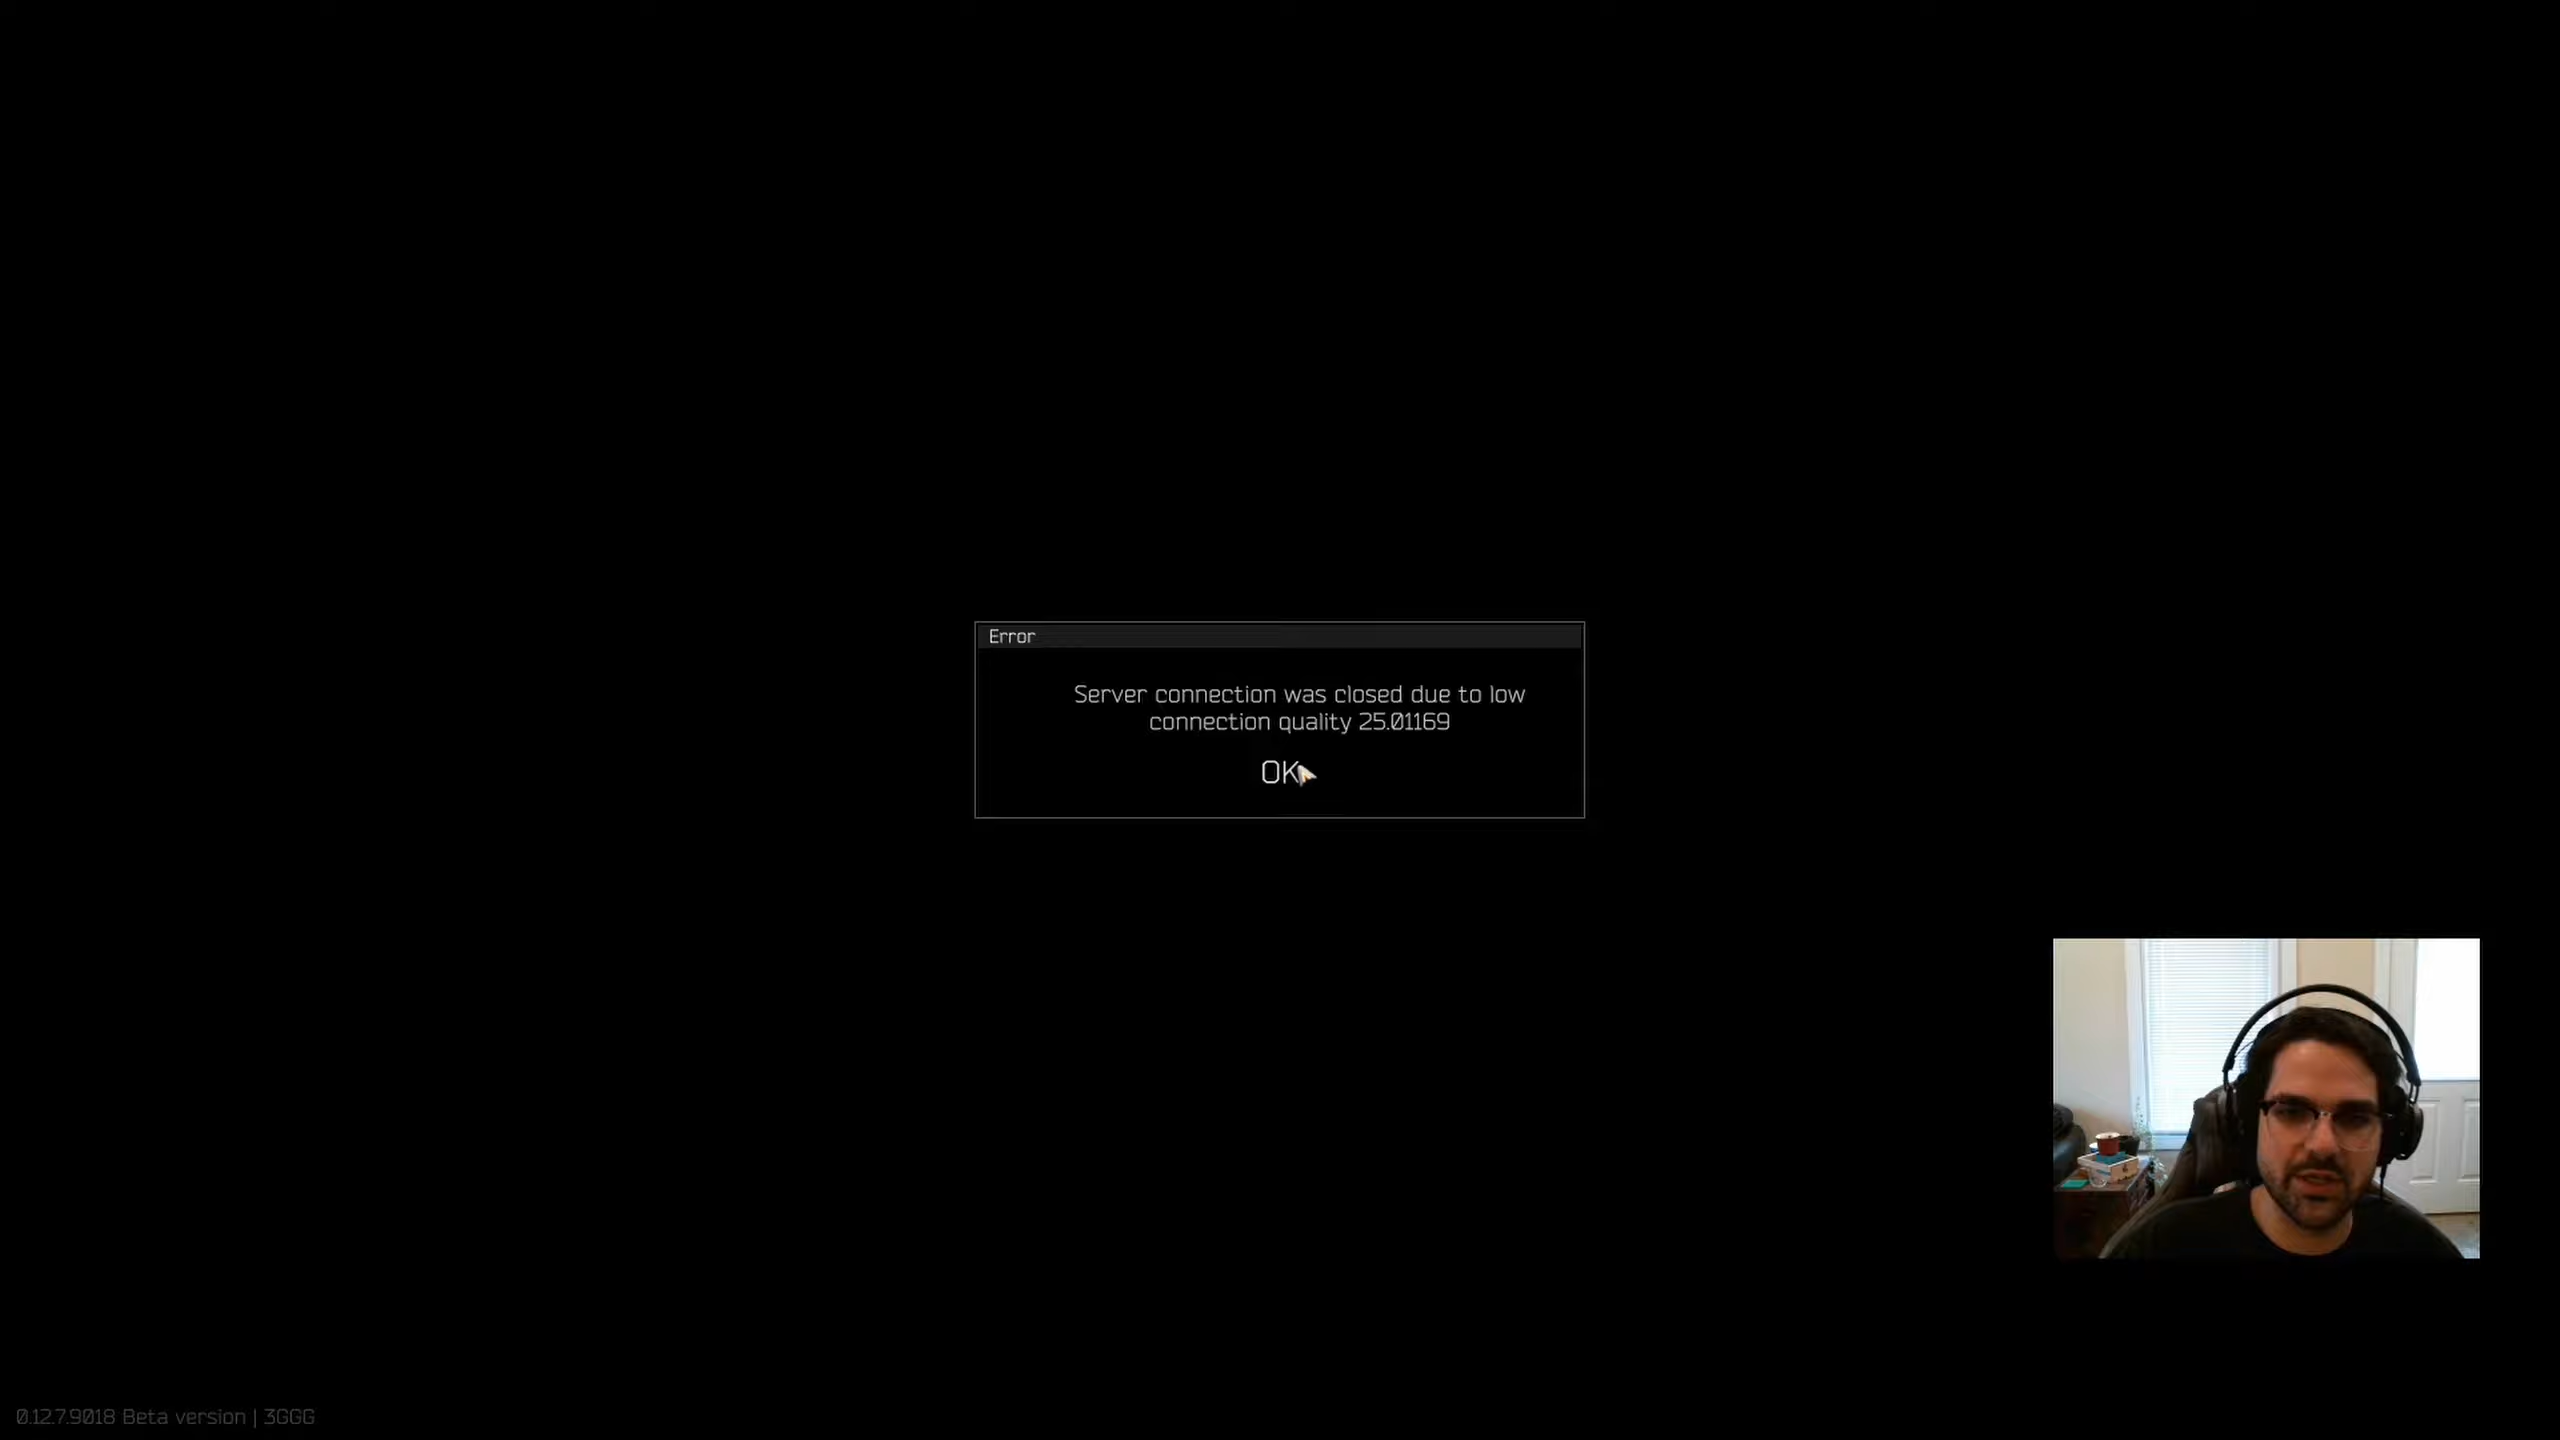 Error
Server connection was closed due to low
connection quality 25.01169
OK
0.12.7.9018 Beta version | 3GGG